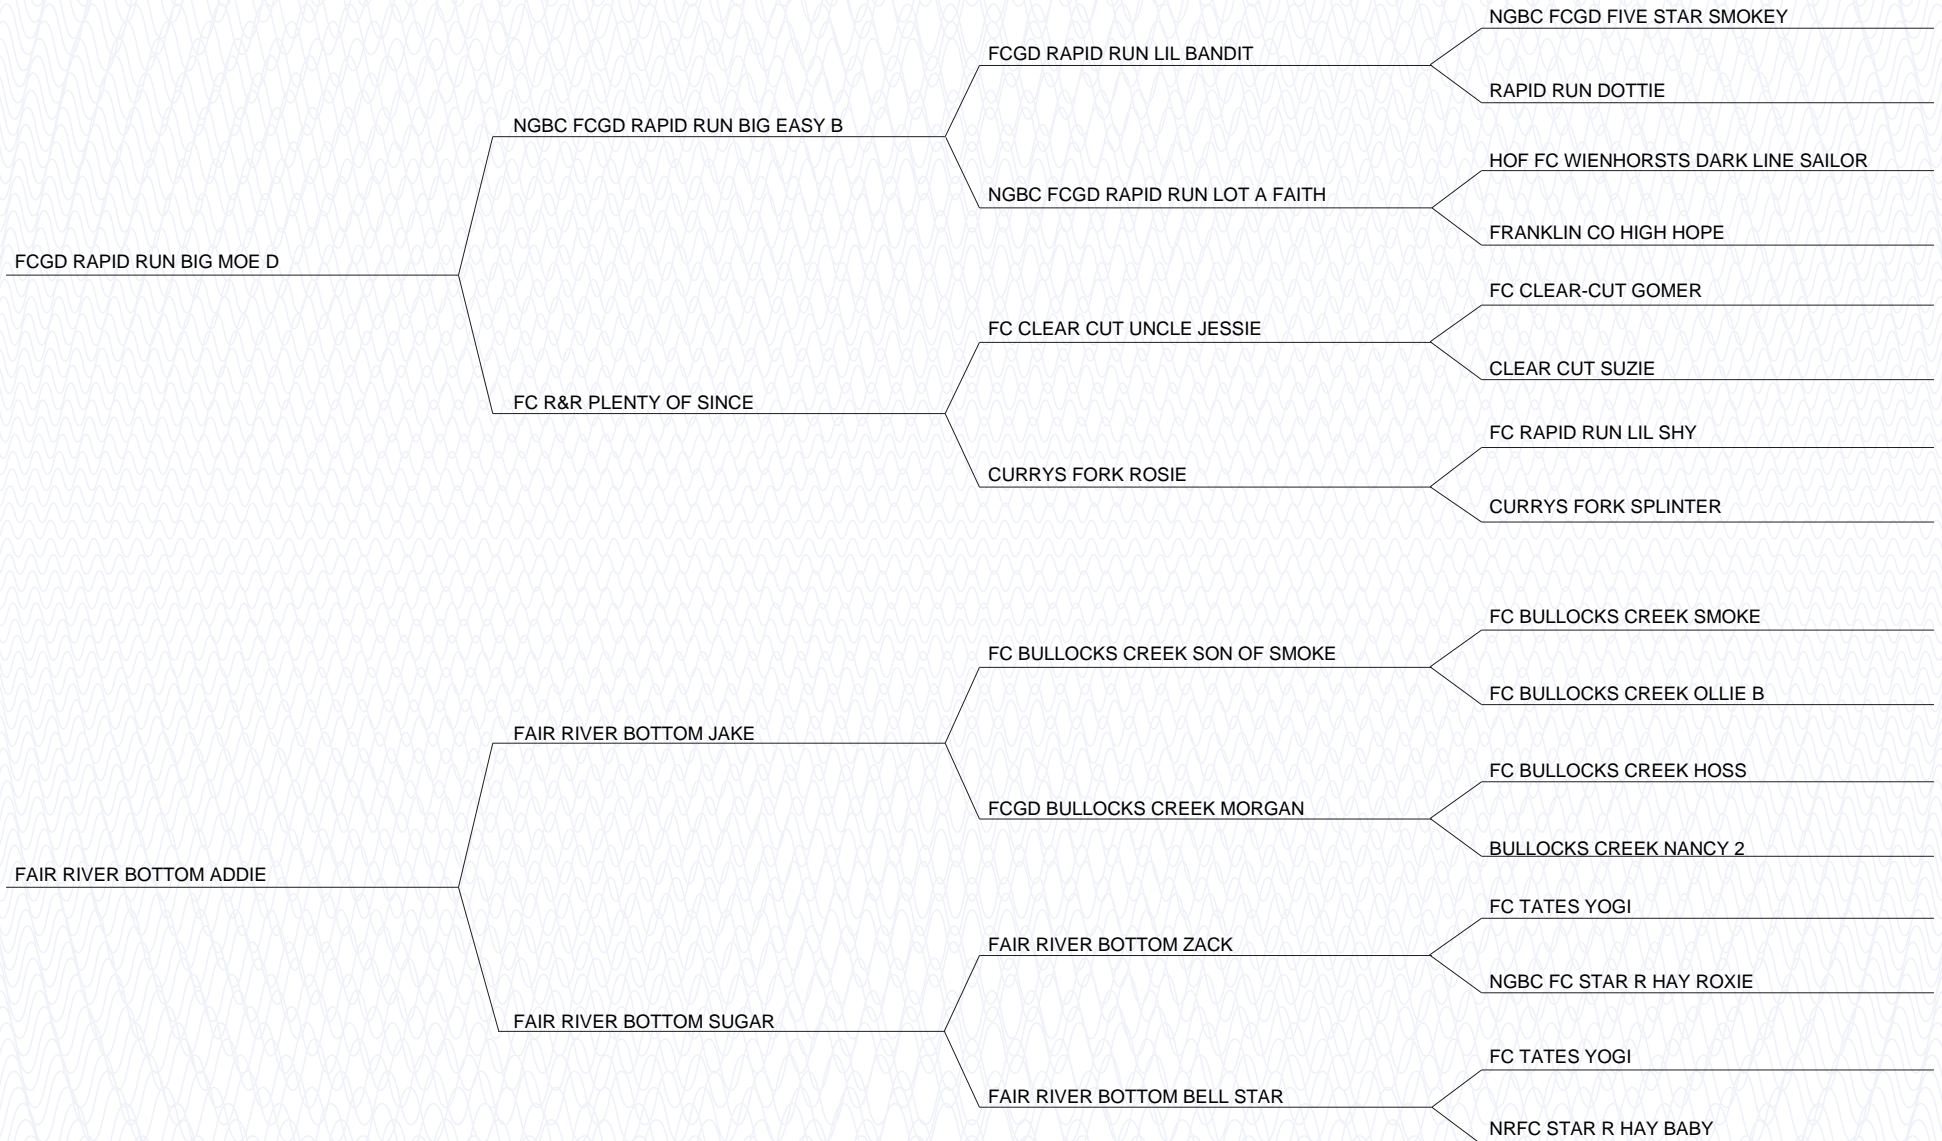 NGBC FCGD FIVE STAR SMOKEY
FCGD RAPID RUN LIL BANDIT
RAPID RUN DOTTIE
NGBC FCGD RAPID RUN BIG EASY B
HOF FC WIENHORSTS DARK LINE SAILOR
NGBC FCGD RAPID RUN LOT A FAITH
FRANKLIN CO HIGH HOPE
FCGD RAPID RUN BIG MOE D
FC CLEAR-CUT GOMER
FC CLEAR CUT UNCLE JESSIE
CLEAR CUT SUZIE
FC R&R PLENTY OF SINCE
FC RAPID RUN LIL SHY
CURRYS FORK ROSIE
CURRYS FORK SPLINTER
FC BULLOCKS CREEK SMOKE
FC BULLOCKS CREEK SON OF SMOKE
FC BULLOCKS CREEK OLLIE B
FAIR RIVER BOTTOM JAKE
FC BULLOCKS CREEK HOSS
FCGD BULLOCKS CREEK MORGAN
BULLOCKS CREEK NANCY 2
FAIR RIVER BOTTOM ADDIE
FC TATES YOGI
FAIR RIVER BOTTOM ZACK
NGBC FC STAR R HAY ROXIE
FAIR RIVER BOTTOM SUGAR
FC TATES YOGI
FAIR RIVER BOTTOM BELL STAR
NRFC STAR R HAY BABY